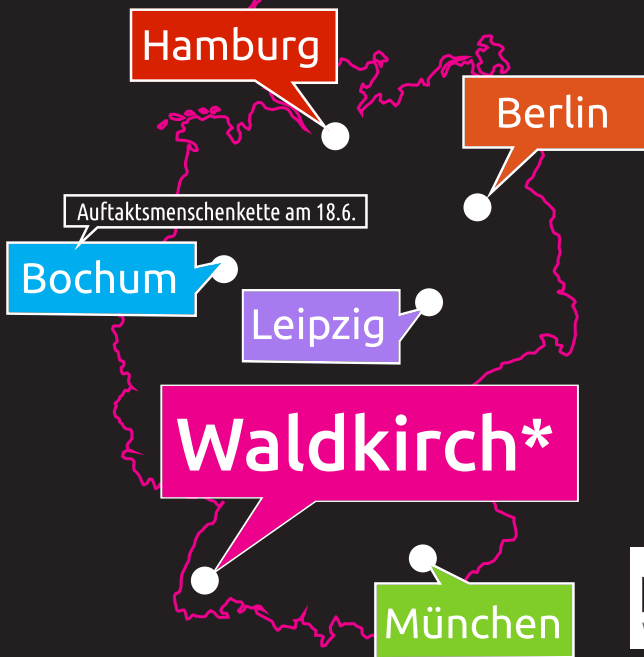 Hamburg
Berlin
Auftaktsmenschenkette am 18.6.
Bochum
Leipzig
Waldkirch*
München